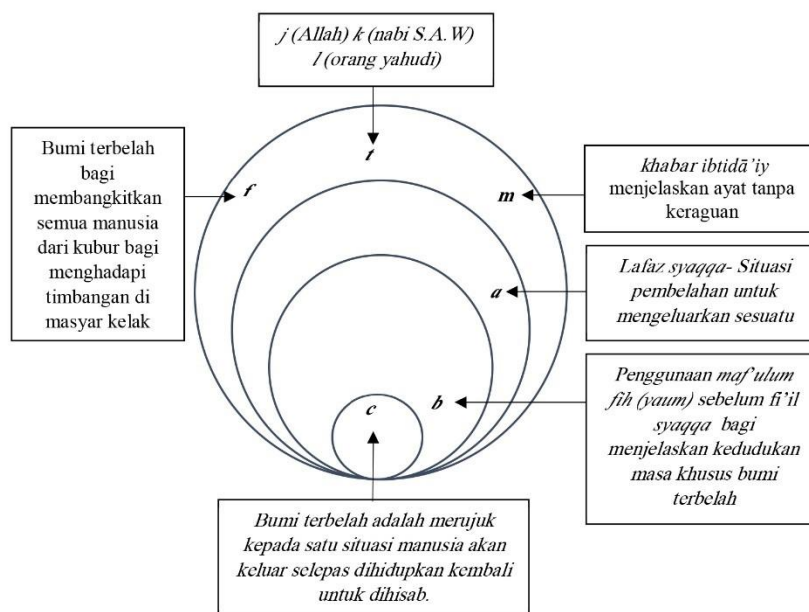 j (Allah) k (nabi S.A.W)
l (orang yahudi)
Bumi terbelah
bagi
membangkitkan
semua manusia
dari kubur bagi
menghadapi
timbangan di
masyar kelak
t
f
m
khabar ibtidā’iy
menjelaskan ayat tanpa
keraguan
a
Lafaz syaqqa- Situasi
pembelahan untuk
mengeluarkan sesuatu
c
b
Penggunaan maf’ulum
fih (yaum) sebelum fi’il
syaqqa bagi
menjelaskan kedudukan
masa khusus bumi
terbelah
Bumi terbelah adalah merujuk
kepada satu situasi manusia akan
keluar selepas dihidupkan kembali
untuk dihisab.